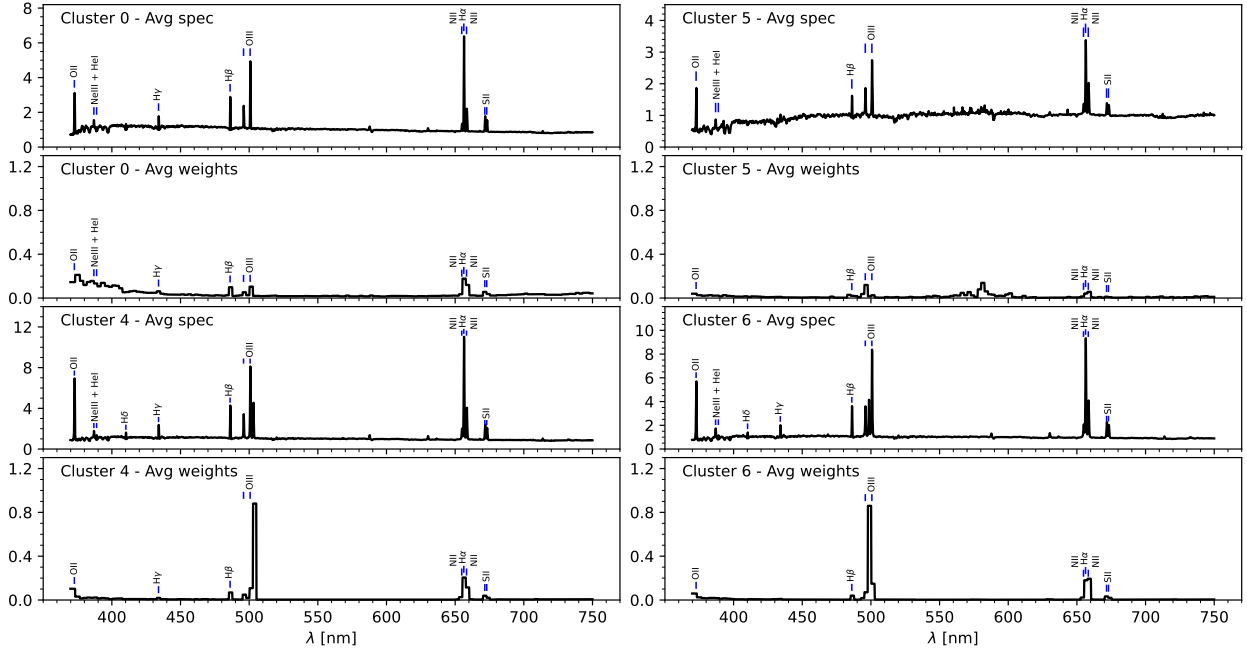 Cluster 0 - Avg spec
OII
NeIII + HeI
Hγ
Hβ
OIII
NII
Hα
NII
SII
0
2
4
6
8
Cluster 5 - Avg spec
OII
NeIII + HeI
Hβ
OIII
NII
Hα
NII
SII
0
1
2
3
4
Cluster 0 - Avg weights
OII
NeIII + HeI
Hγ
Hβ
OIII
NII
Hα
NII
SII
0.0
0.4
0.8
1.2
Cluster 5 - Avg weights
OII
Hβ
OIII
NII
Hα
NII
SII
0.0
0.4
0.8
1.2
Cluster 4 - Avg spec
OII
NeIII + HeI
Hδ
Hγ
Hβ
OIII
NII
Hα
NII
SII
0
4
8
12
Cluster 6 - Avg spec
OII
NeIII + HeI
Hδ
Hγ
Hβ
OIII
NII
Hα
NII
SII
0
2
4
6
8
10
Cluster 4 - Avg weights
OII
Hγ
Hβ
OIII
NII
Hα
NII
SII
0.0
0.4
0.8
1.2
400 450 500 550 600 650 700 750
λ [nm]
Cluster 6 - Avg weights
OII
Hβ
OIII
NII
Hα
NII
SII
0.0
0.4
0.8
1.2
400 450 500 550 600 650 700 750
λ [nm]